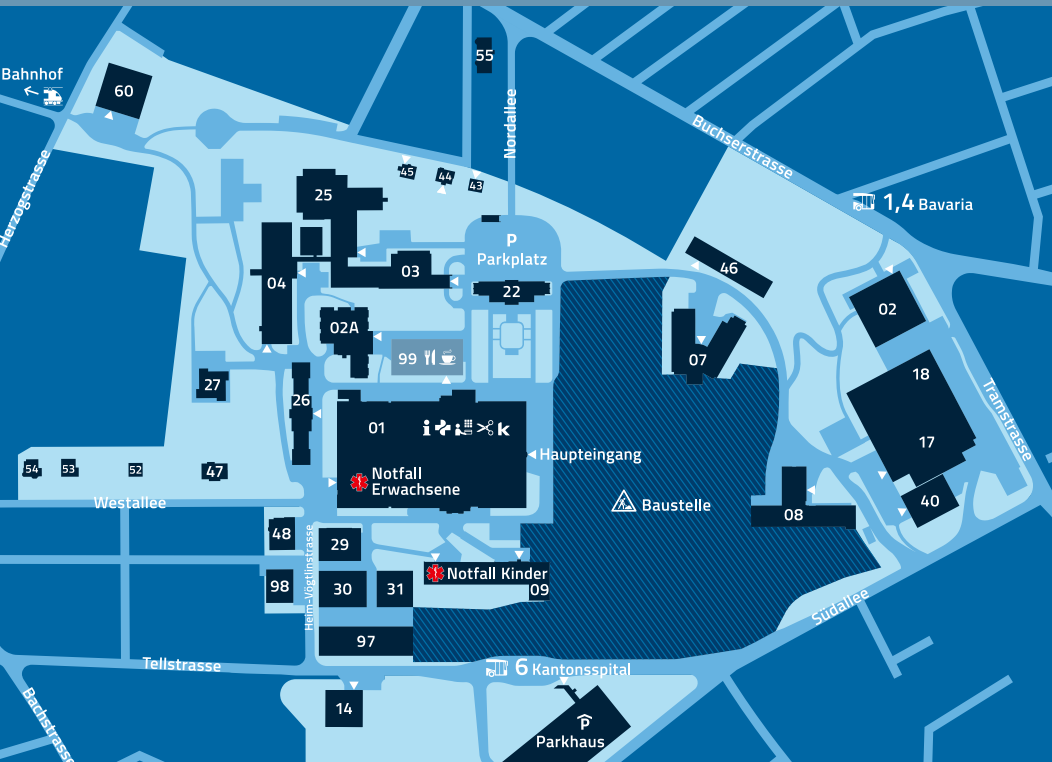 55
Bahnhof
60
Nordallee
Buchserstrasse
Herzogstrasse
45
44
43
25
1,4 Bavaria
P
Parkplatz
03
46
04
22
02
02A
99
07
27
26
18
Tramstrasse
01
i
k
17
Haupteingang
54
53
52
47
Notfall
Erwachsene
Westallee
Baustelle
40
08
48
29
Heim-Vögtlinstrasse
Notfall Kinder
98
30
31
09
Südallee
97
Tellstrasse
6 Kantonsspital
Bachstrasse
14
P
Parkhaus